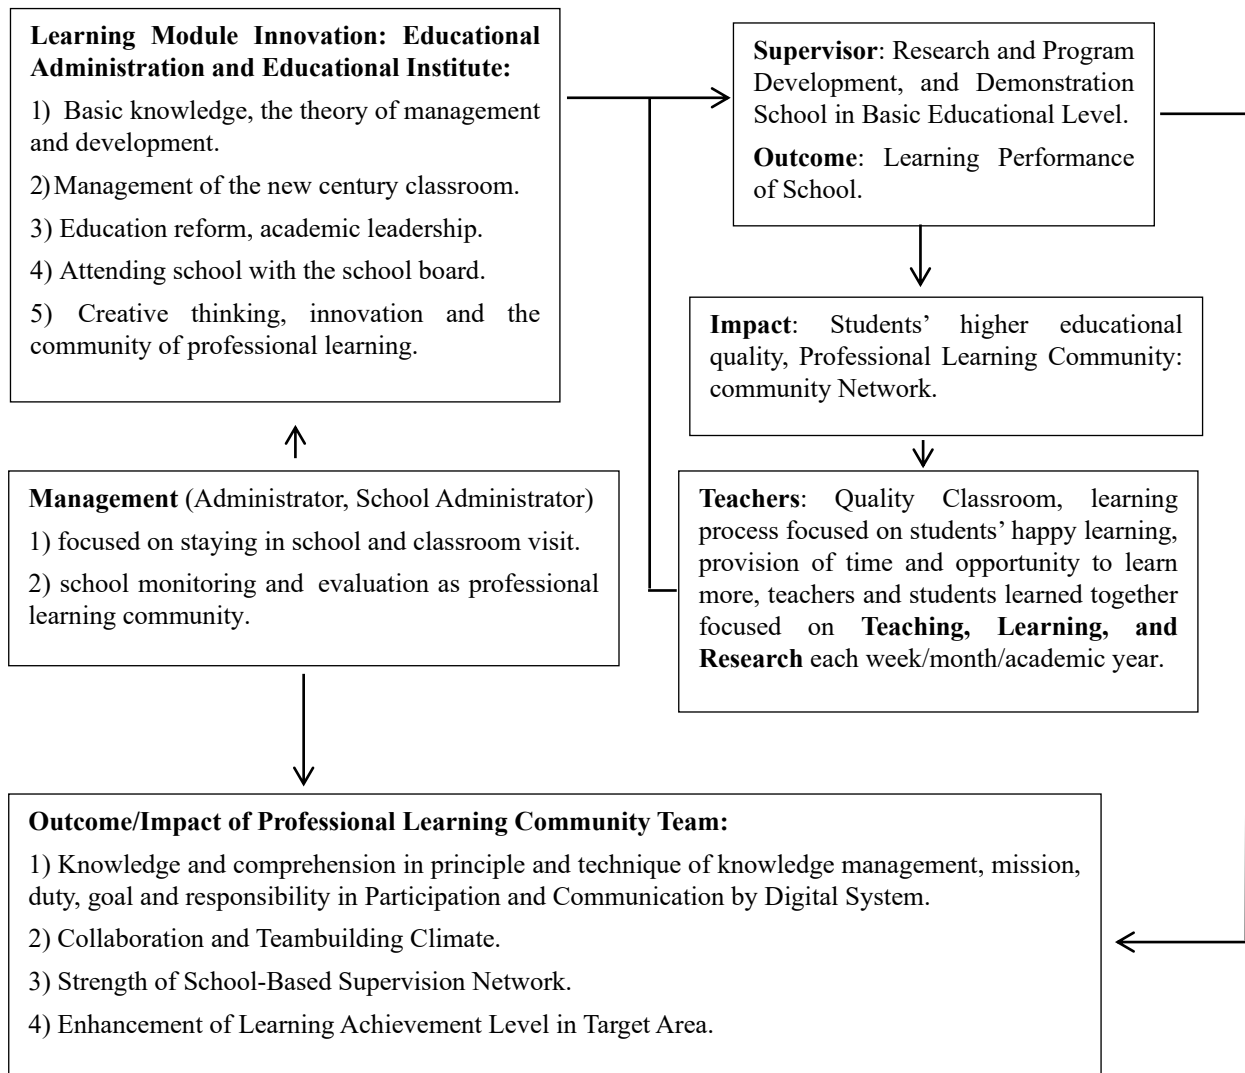 Learning Module Innovation: Educational
Administration and Educational Institute:
1) Basic knowledge, the theory of management
and development.
2) Management of the new century classroom.
3) Education reform, academic leadership.
4) Attending school with the school board.
5) Creative thinking, innovation and the
community of professional learning.
Supervisor: Research and Program
Development, and Demonstration
School in Basic Educational Level.
Outcome: Learning Performance
of School.
Impact: Students’ higher educational
quality, Professional Learning Community:
community Network.
Management (Administrator, School Administrator)
1) focused on staying in school and classroom visit.
2) school monitoring and evaluation as professional
learning community.
Teachers: Quality Classroom, learning
process focused on students’ happy learning,
provision of time and opportunity to learn
more, teachers and students learned together
focused on Teaching, Learning, and
Research each week/month/academic year.
Outcome/Impact of Professional Learning Community Team:
1) Knowledge and comprehension in principle and technique of knowledge management, mission,
duty, goal and responsibility in Participation and Communication by Digital System.
2) Collaboration and Teambuilding Climate.
3) Strength of School-Based Supervision Network.
4) Enhancement of Learning Achievement Level in Target Area.